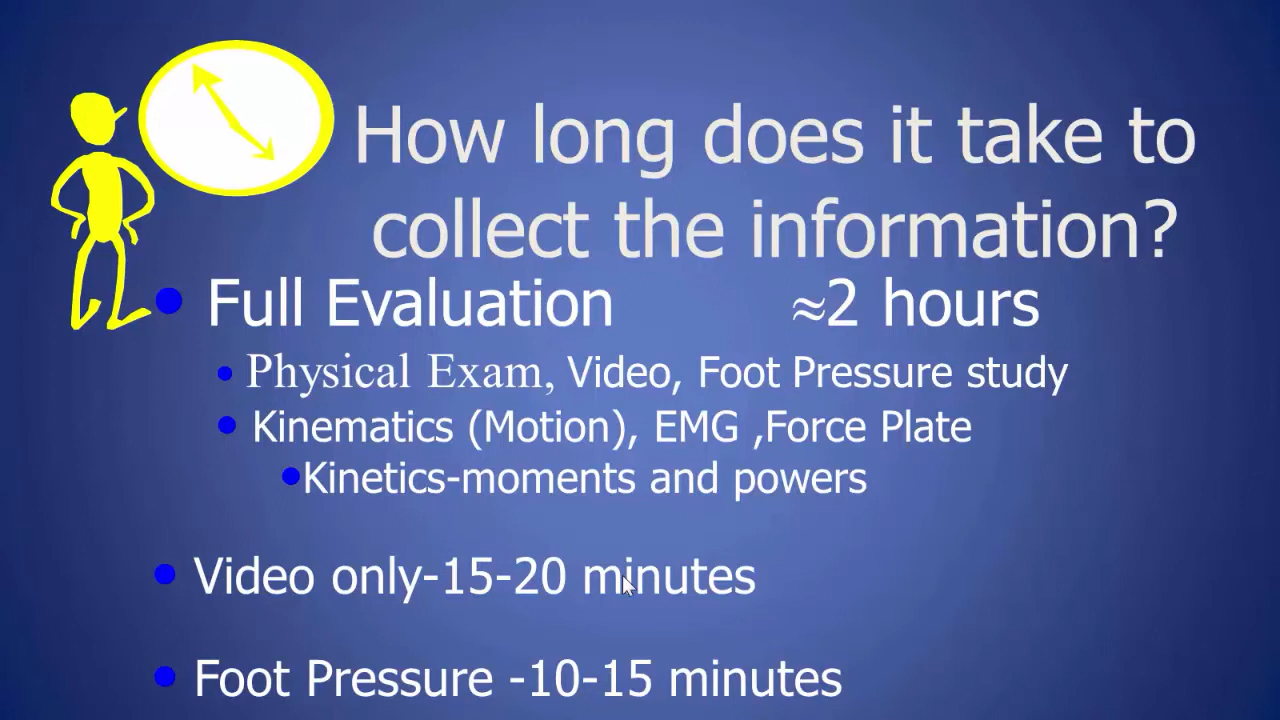 How long does it take to
collect the information?
• Full Evaluation ≈2 hours
• Physical Exam, Video, Foot Pressure study
• Kinematics (Motion), EMG ,Force Plate
•Kinetics-moments and powers
• Video only-15-20 minutes
• Foot Pressure -10-15 minutes